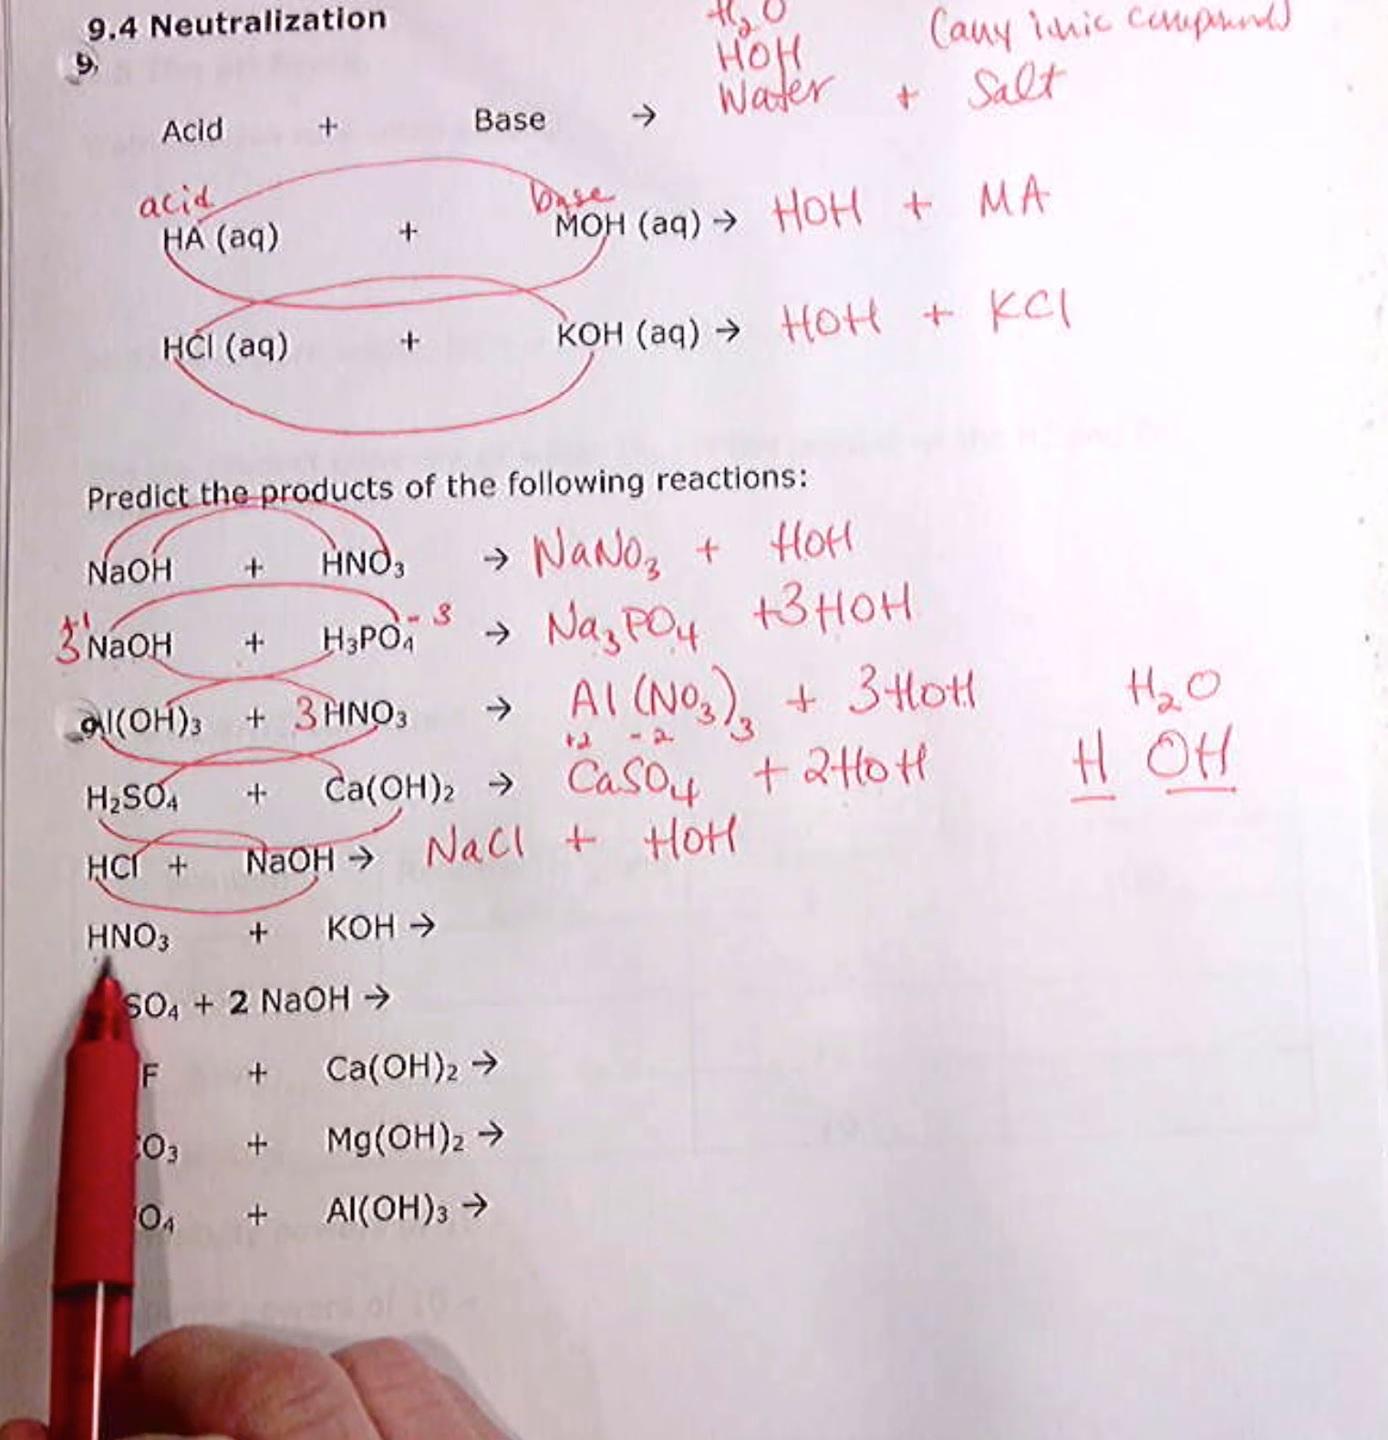 9.4 Neutralization
9,
H₂O (any ionic compound)
HOH
Acid + Base → Water + Salt
acid base
HA (aq) + MOH (aq) → HOH + MA
HCl (aq) + KOH (aq) → HOH + KCl
Predict the products of the following reactions:
NaOH + HNO₃ → NaNO₃ + HOH
+1 -3
3 NaOH + H₃PO₄ → Na₃PO₄ + 3HOH
Al(OH)₃ + 3 HNO₃ → Al(NO₃)₃ + 3HOH H₂O
+2 -2
H₂SO₄ + Ca(OH)₂ → CaSO₄ + 2HOH H OH
HCl + NaOH → NaCl + HOH
HNO₃ + KOH →
SO₄ + 2 NaOH →
F + Ca(OH)₂ →
O₃ + Mg(OH)₂ →
O₄ + Al(OH)₃ →